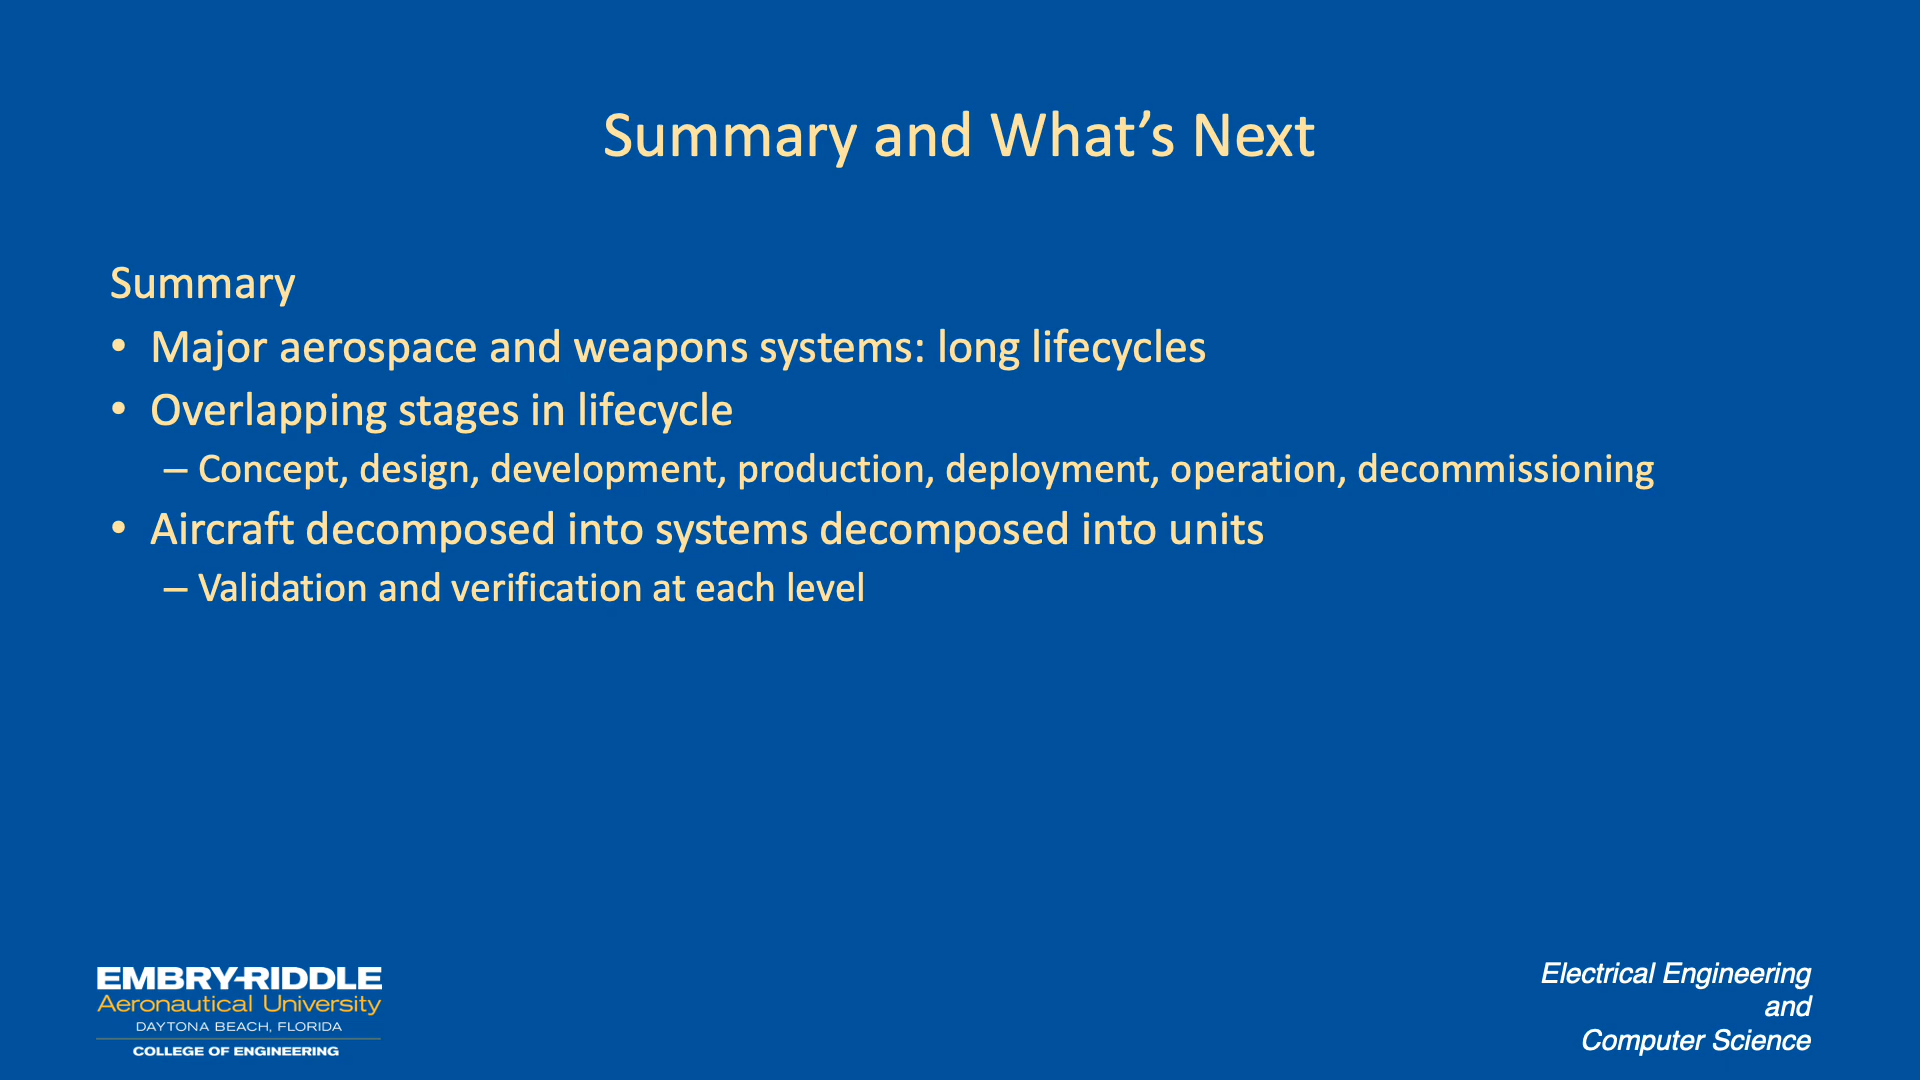 Summary and What’s Next
Summary
• Major aerospace and weapons systems: long lifecycles
• Overlapping stages in lifecycle
– Concept, design, development, production, deployment, operation, decommissioning
• Aircraft decomposed into systems decomposed into units
– Validation and verification at each level
EMBRY-RIDDLE
Aeronautical University
DAYTONA BEACH, FLORIDA
COLLEGE OF ENGINEERING
Electrical Engineering
and
Computer Science